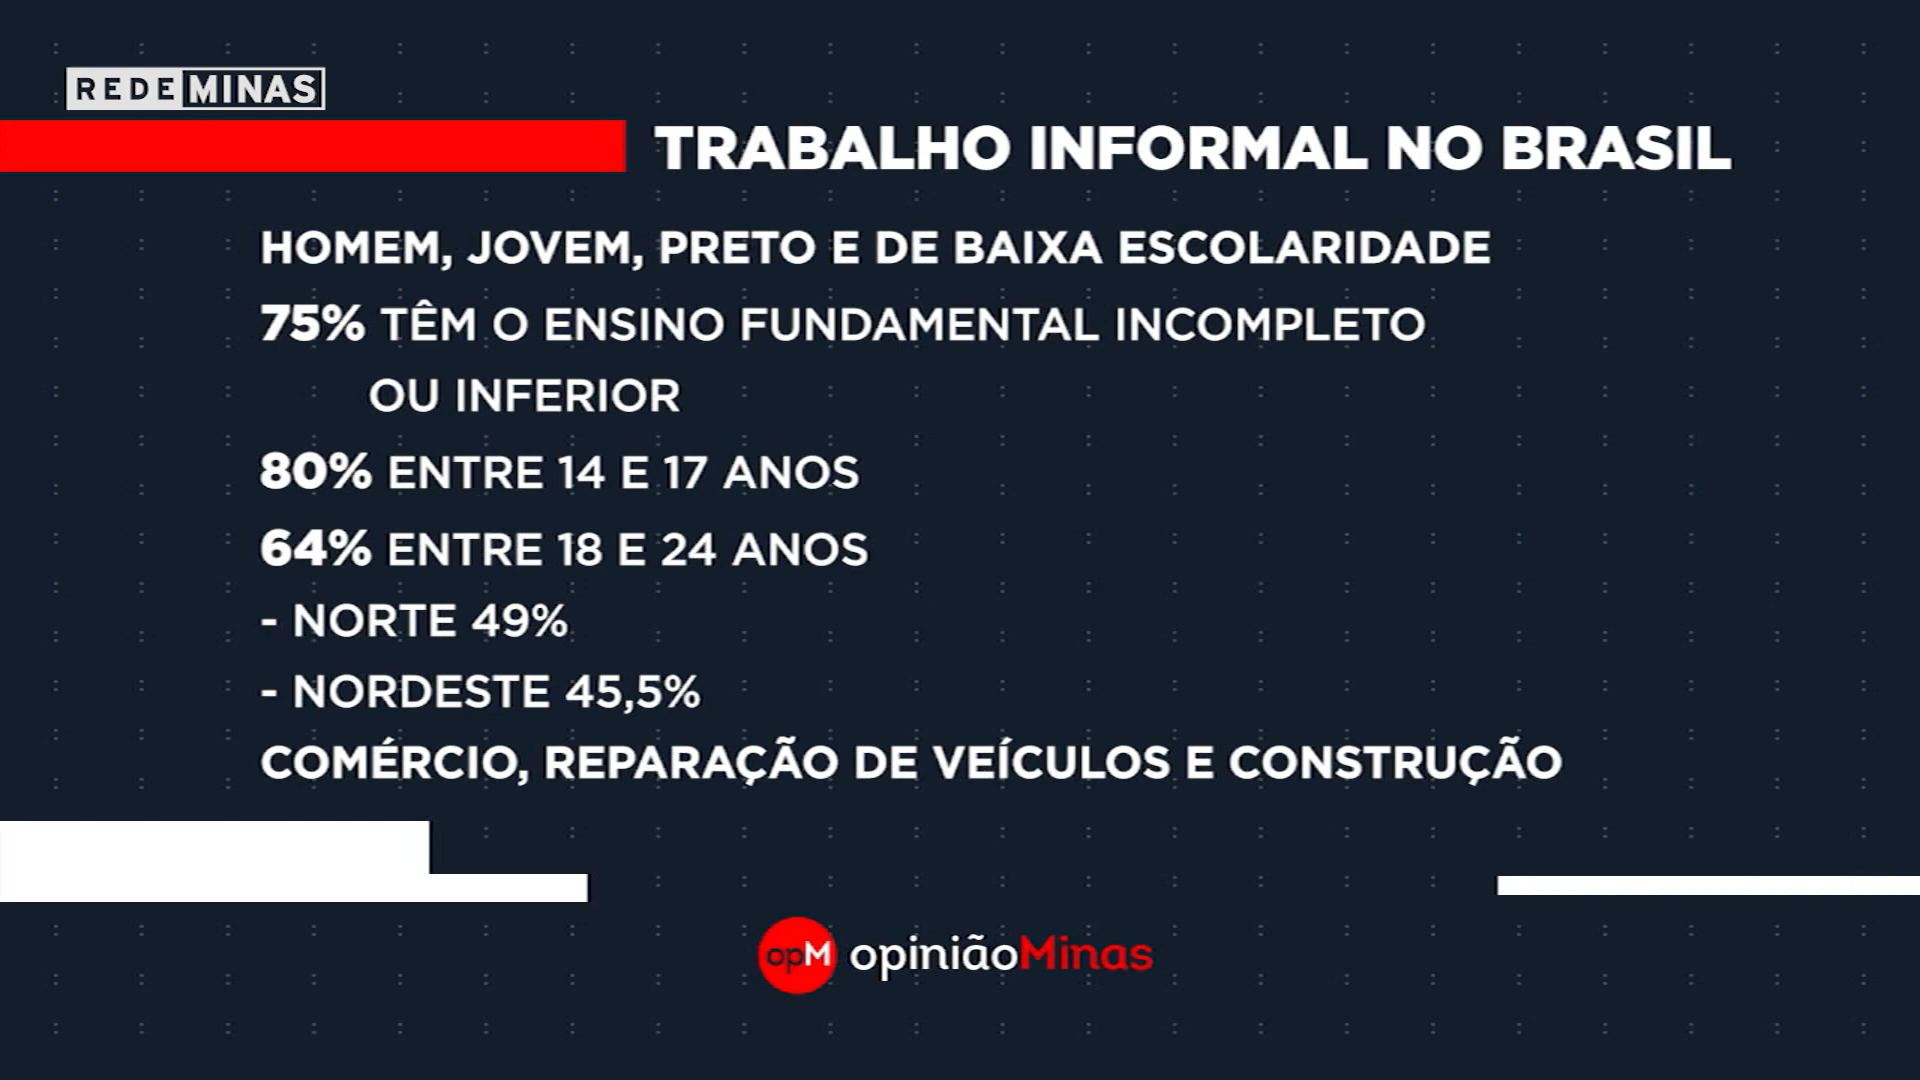 REDE MINAS
TRABALHO INFORMAL NO BRASIL
HOMEM, JOVEM, PRETO E DE BAIXA ESCOLARIDADE
75% TÊM O ENSINO FUNDAMENTAL INCOMPLETO
OU INFERIOR
80% ENTRE 14 E 17 ANOS
64% ENTRE 18 E 24 ANOS
- NORTE 49%
- NORDESTE 45,5%
COMÉRCIO, REPARAÇÃO DE VEÍCULOS E CONSTRUÇÃO
opM opiniãoMinas